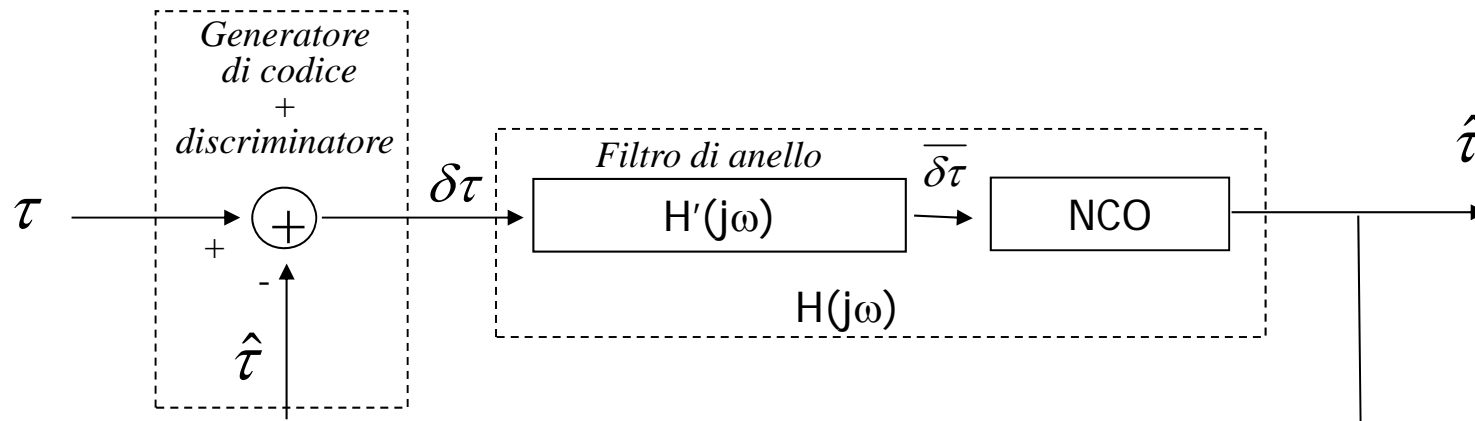 Generatore
di codice
+
discriminatore
τ
+
+
-
τ̂
δτ
Filtro di anello
H′(jω)
δτ̅
NCO
H(jω)
τ̂